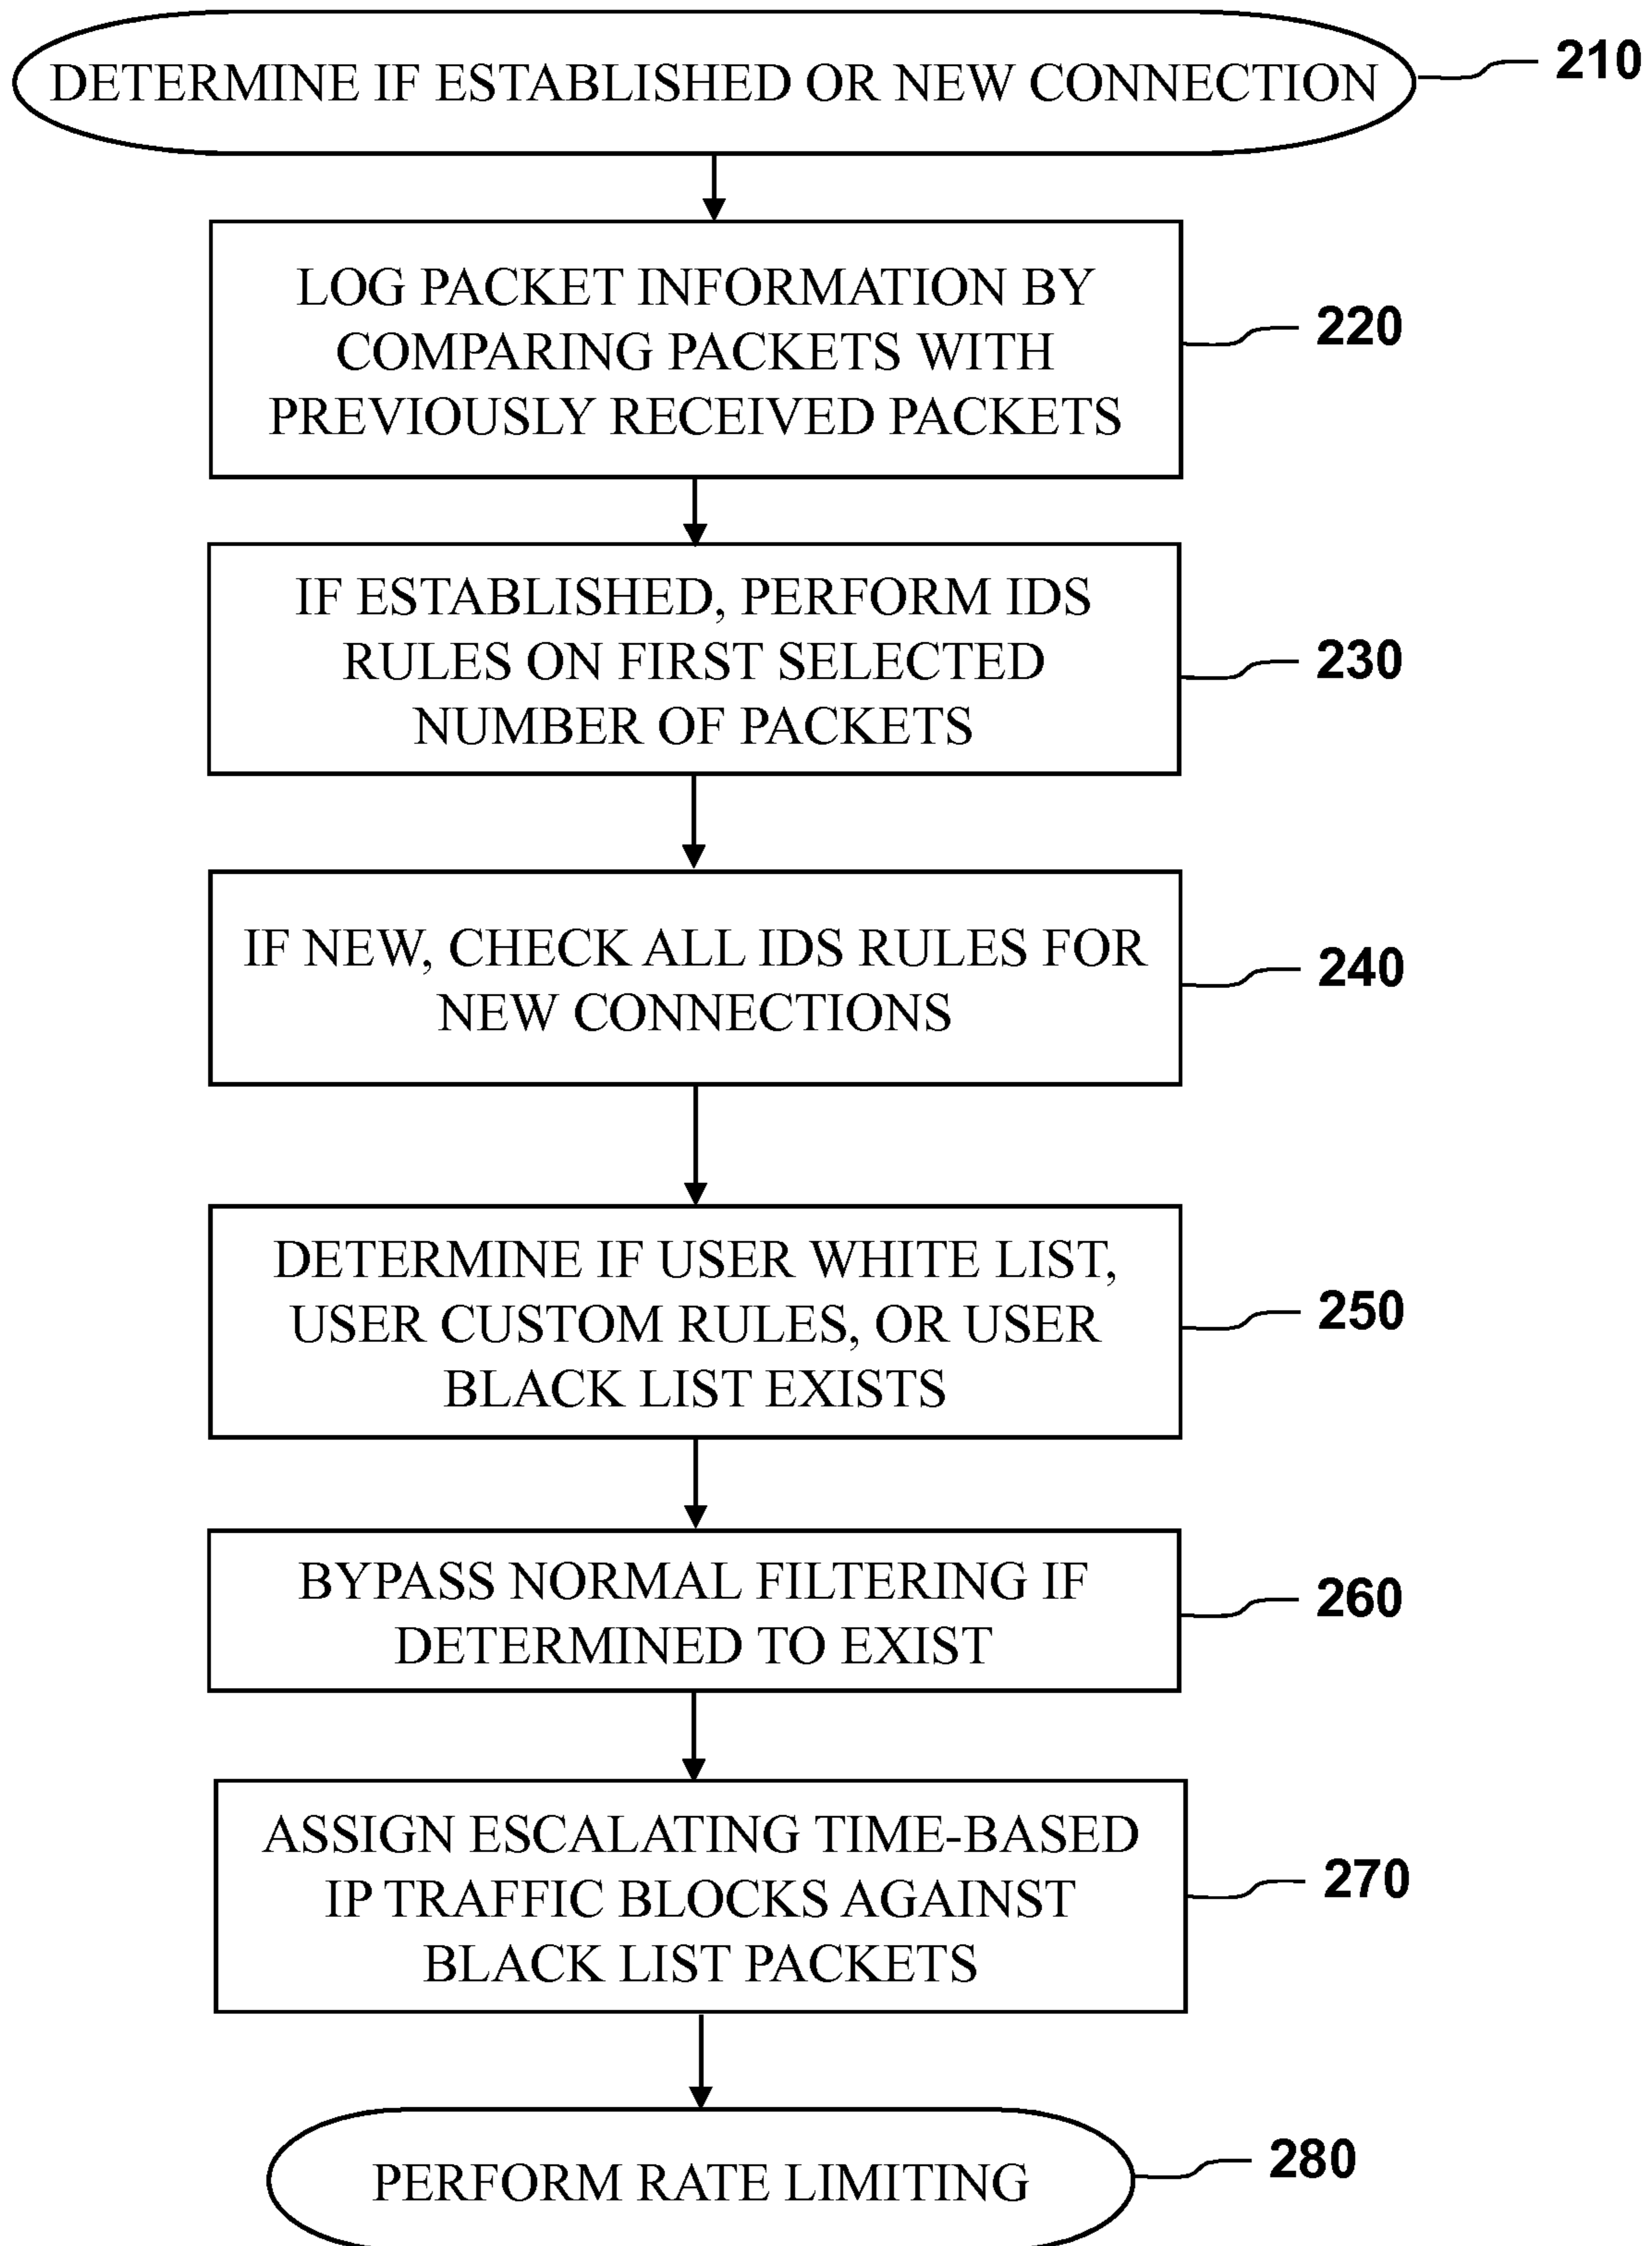 DETERMINE IF ESTABLISHED OR NEW CONNECTION
210
LOG PACKET INFORMATION BY
COMPARING PACKETS WITH
PREVIOUSLY RECEIVED PACKETS
220
IF ESTABLISHED, PERFORM IDS
RULES ON FIRST SELECTED
NUMBER OF PACKETS
230
IF NEW, CHECK ALL IDS RULES FOR
NEW CONNECTIONS
240
DETERMINE IF USER WHITE LIST,
USER CUSTOM RULES, OR USER
BLACK LIST EXISTS
250
BYPASS NORMAL FILTERING IF
DETERMINED TO EXIST
260
ASSIGN ESCALATING TIME-BASED
IP TRAFFIC BLOCKS AGAINST
BLACK LIST PACKETS
270
PERFORM RATE LIMITING
280